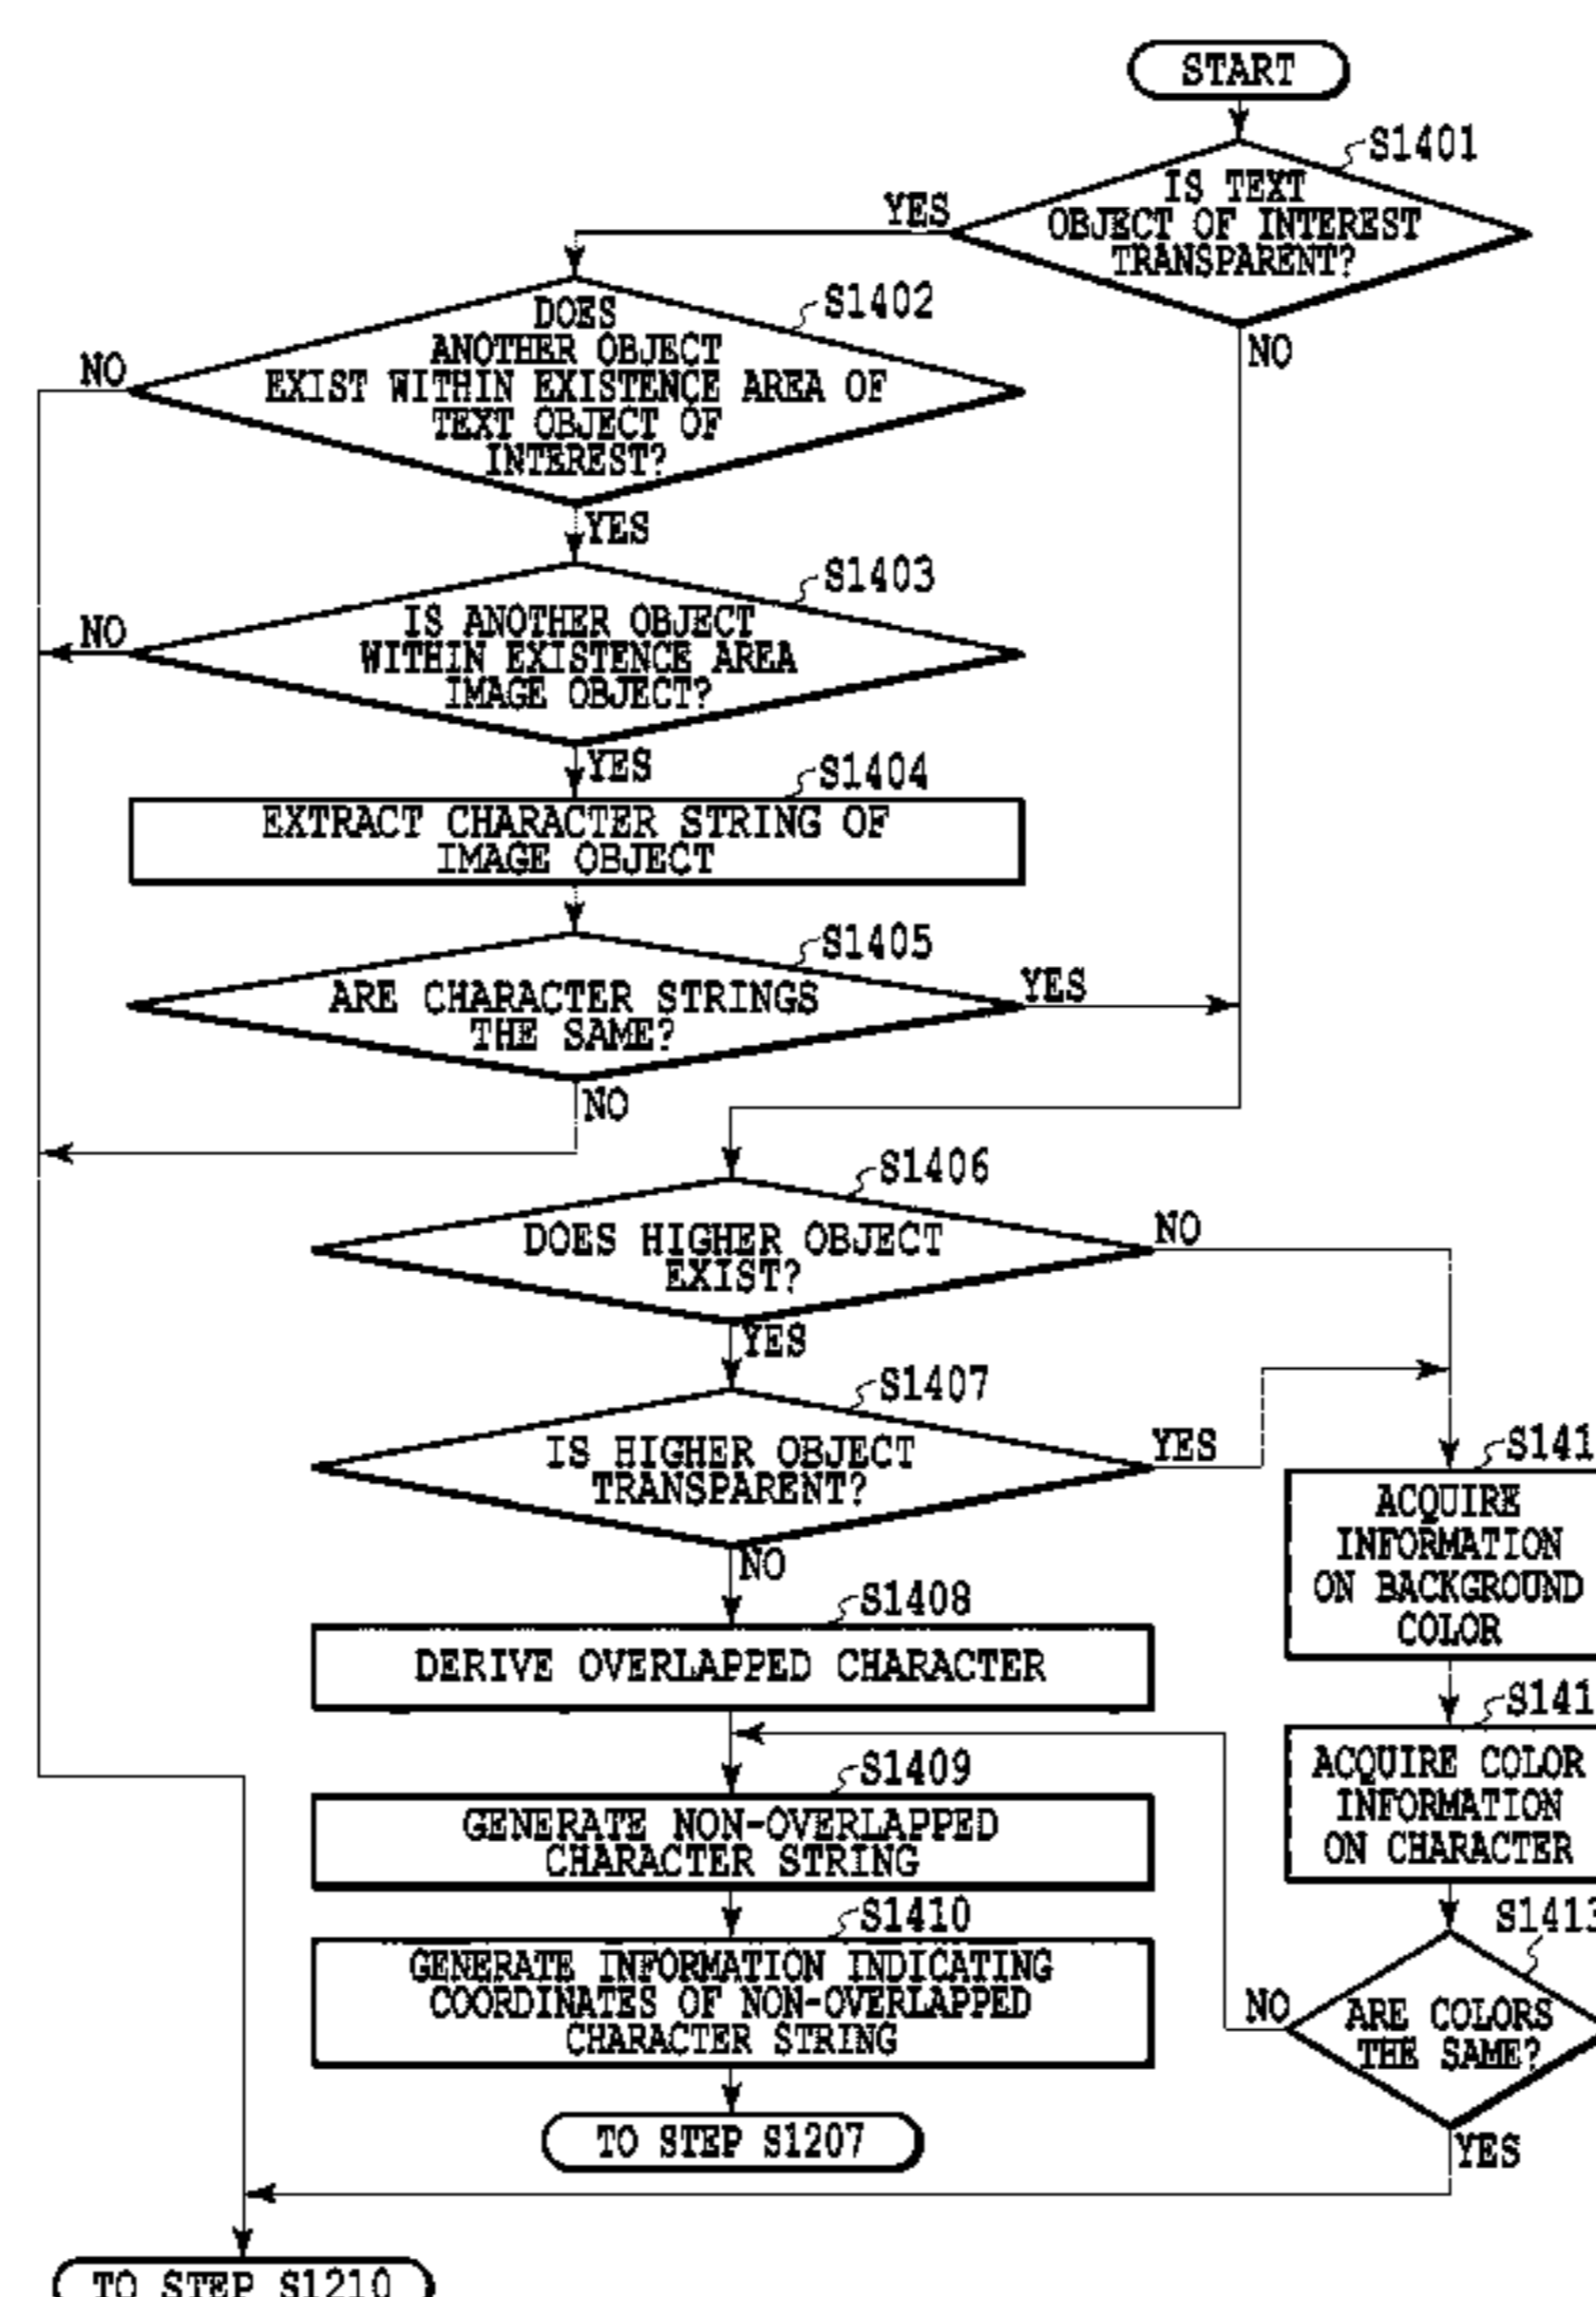 START
S1401
IS TEXT
OBJECT OF INTEREST
TRANSPARENT?
YES
NO
S1402
DOES
ANOTHER OBJECT
EXIST WITHIN EXISTENCE AREA OF
TEXT OBJECT OF
INTEREST?
NO
YES
S1403
IS ANOTHER OBJECT
WITHIN EXISTENCE AREA
IMAGE OBJECT?
NO
YES
S1404
EXTRACT CHARACTER STRING OF
IMAGE OBJECT
S1405
ARE CHARACTER STRINGS
THE SAME?
YES
NO
S1406
DOES HIGHER OBJECT
EXIST?
NO
YES
S1407
IS HIGHER OBJECT
TRANSPARENT?
YES
NO
S141
ACQUIRE
INFORMATION
ON BACKGROUND
COLOR
S1408
DERIVE OVERLAPPED CHARACTER
S141
ACQUIRE COLOR
INFORMATION
ON CHARACTER
S1409
GENERATE NON-OVERLAPPED
CHARACTER STRING
S1410
GENERATE INFORMATION INDICATING
COORDINATES OF NON-OVERLAPPED
CHARACTER STRING
S1413
ARE COLORS
THE SAME?
NO
YES
TO STEP S1207
TO STEP S1210